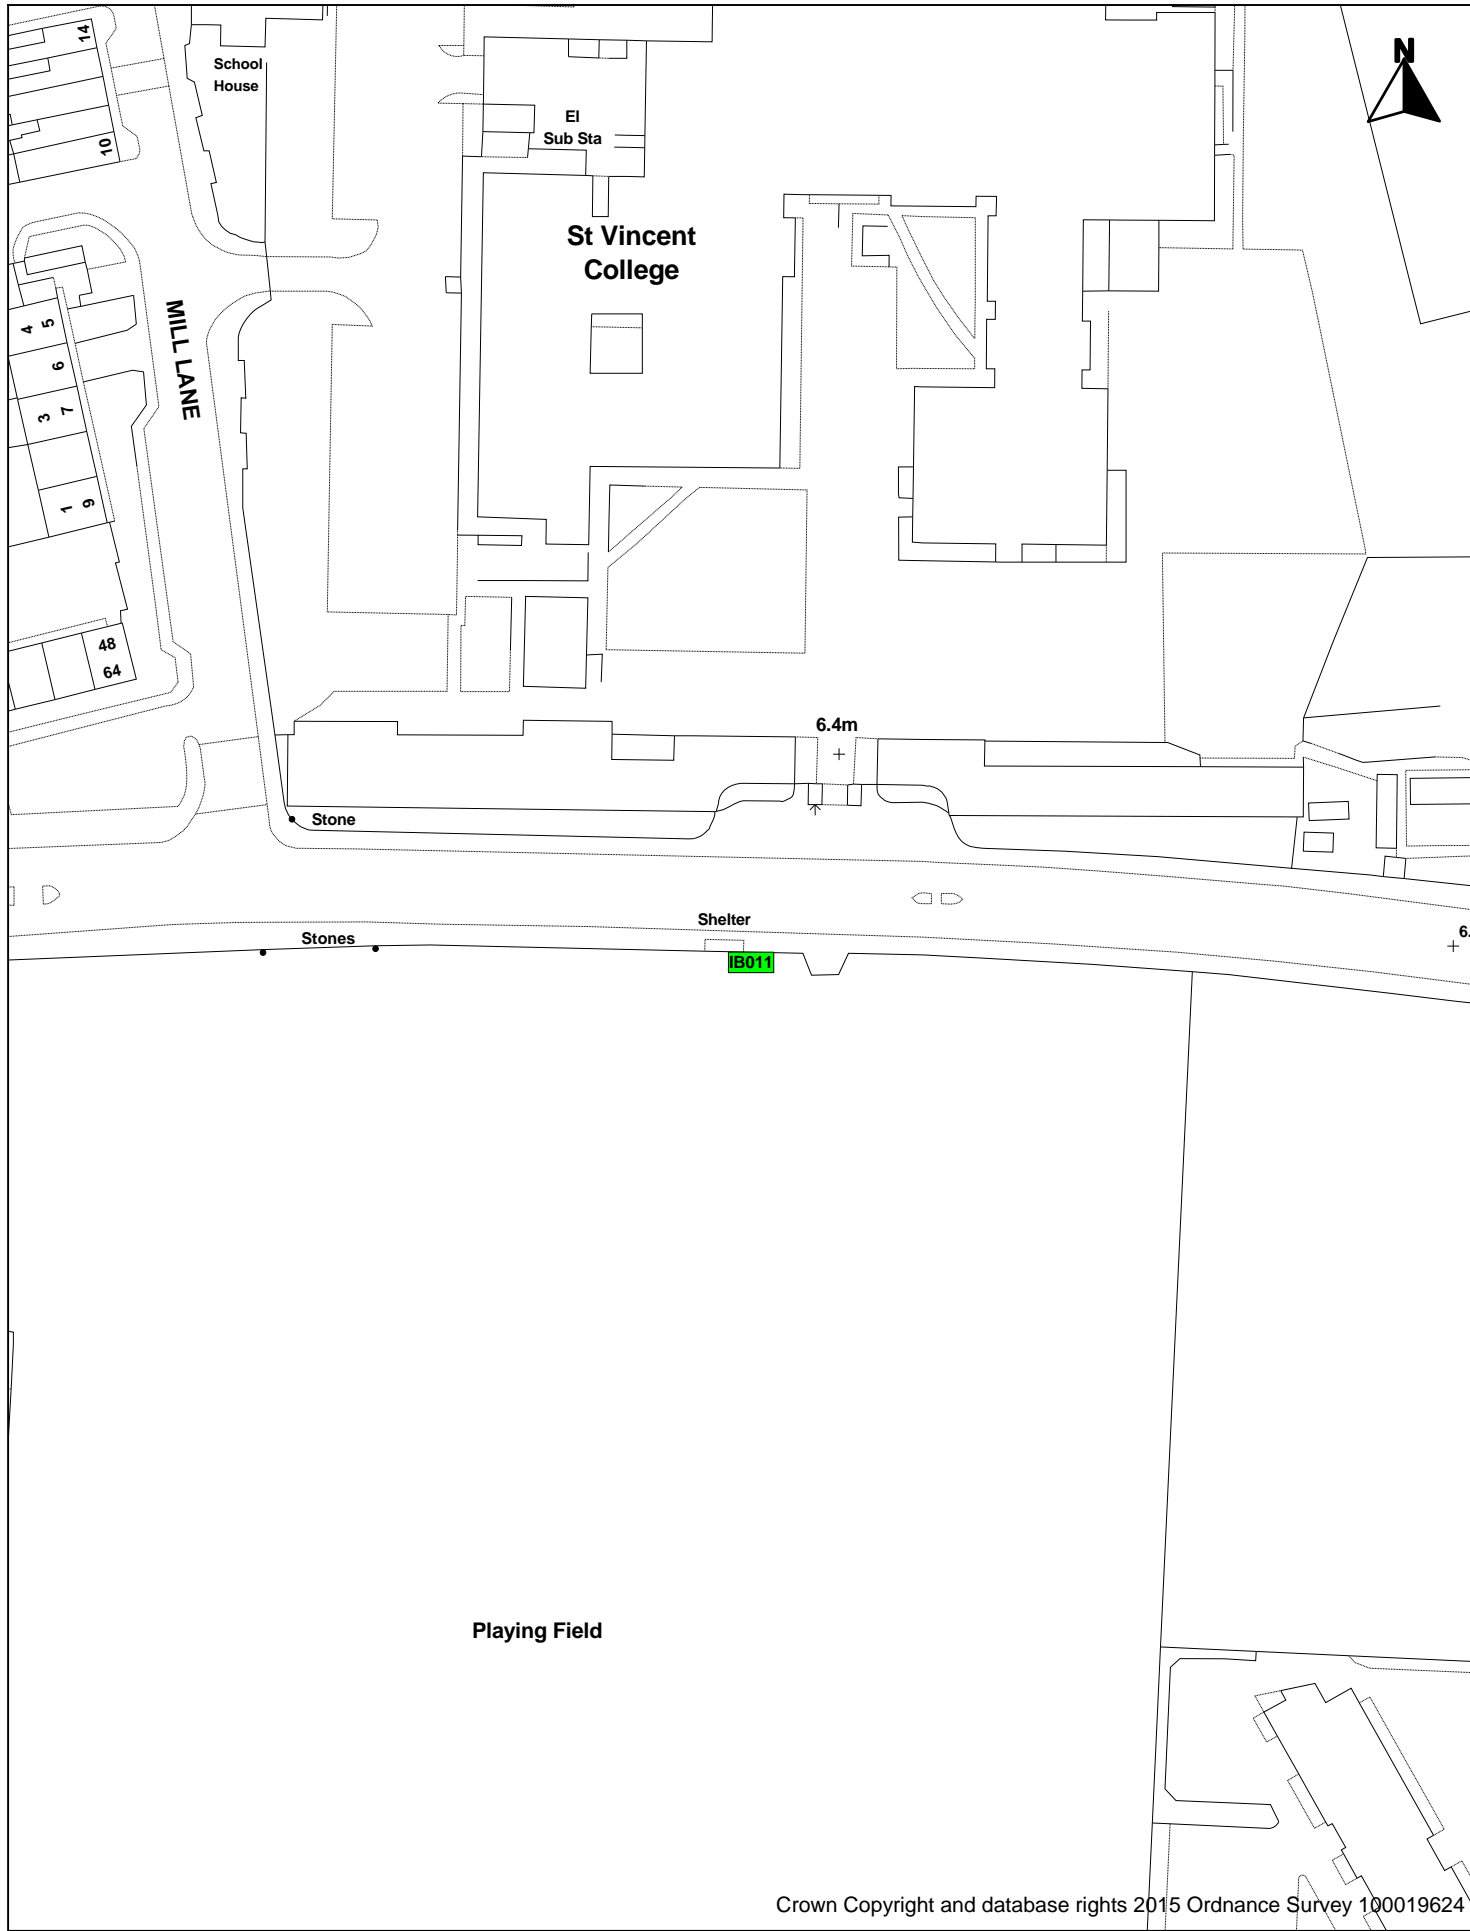 14
N
School
House
El
Sub Sta
10
St Vincent
College
MILL LANE
4
5
6
3
7
1
9
48
64
6.4m
Stone
Shelter
Stones
6.
IB011
Playing Field
Crown Copyright and database rights 2015 Ordnance Survey 100019624